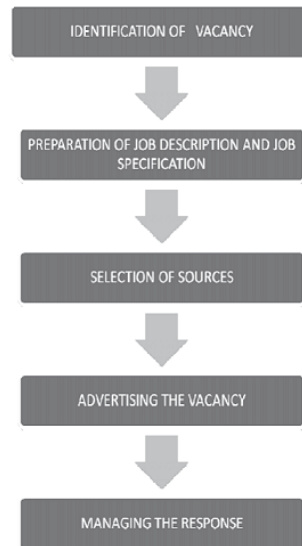 IDENTIFICATION OF VACANCY
PREPARATION OF JOB DESCRIPTION AND JOB
SPECIFICATION
SELECTION OF SOURCES
ADVERTISING THE VACANCY
MANAGING THE RESPONSE